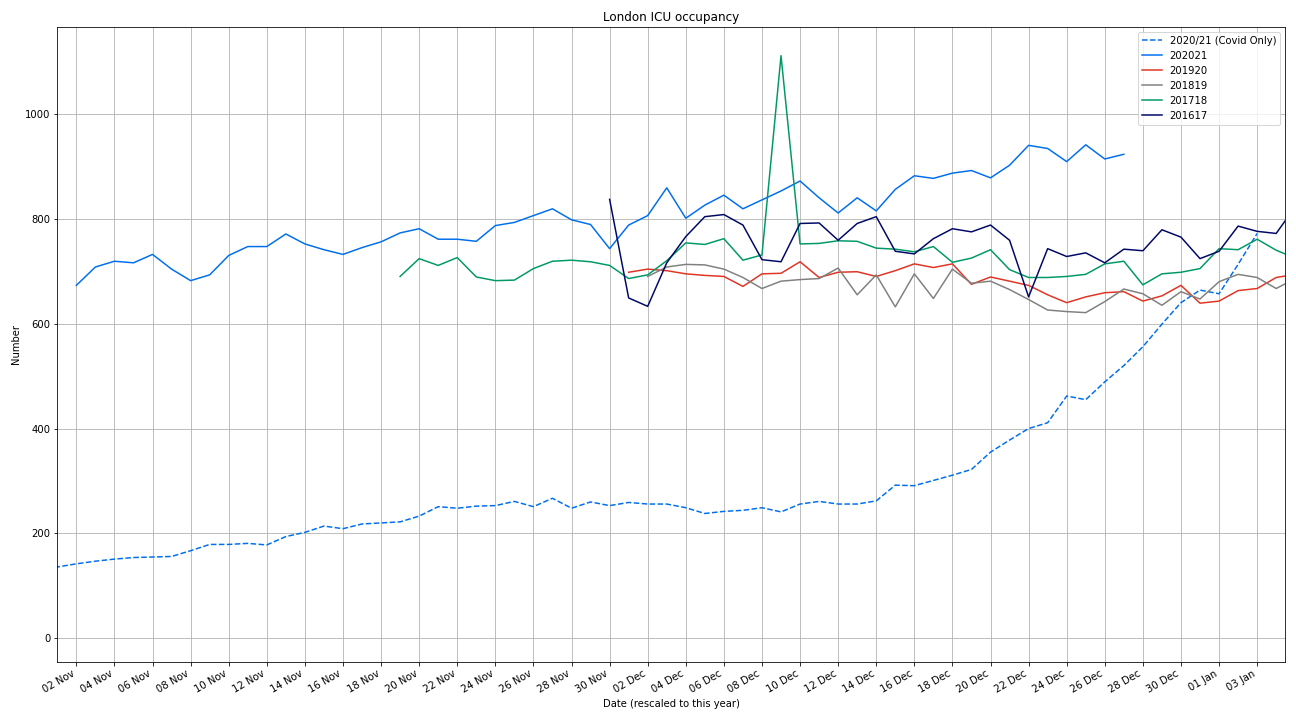 London ICU occupancy
2020/21 (Covid Only)
202021
201920
201819
201718
201617
Number
1000
800
600
400
200
0
02 Nov
04 Nov
06 Nov
08 Nov
10 Nov
12 Nov
14 Nov
16 Nov
18 Nov
20 Nov
22 Nov
24 Nov
26 Nov
28 Nov
30 Nov
02 Dec
04 Dec
06 Dec
08 Dec
10 Dec
12 Dec
14 Dec
16 Dec
18 Dec
20 Dec
22 Dec
24 Dec
26 Dec
28 Dec
30 Dec
01 Jan
03 Jan
Date (rescaled to this year)